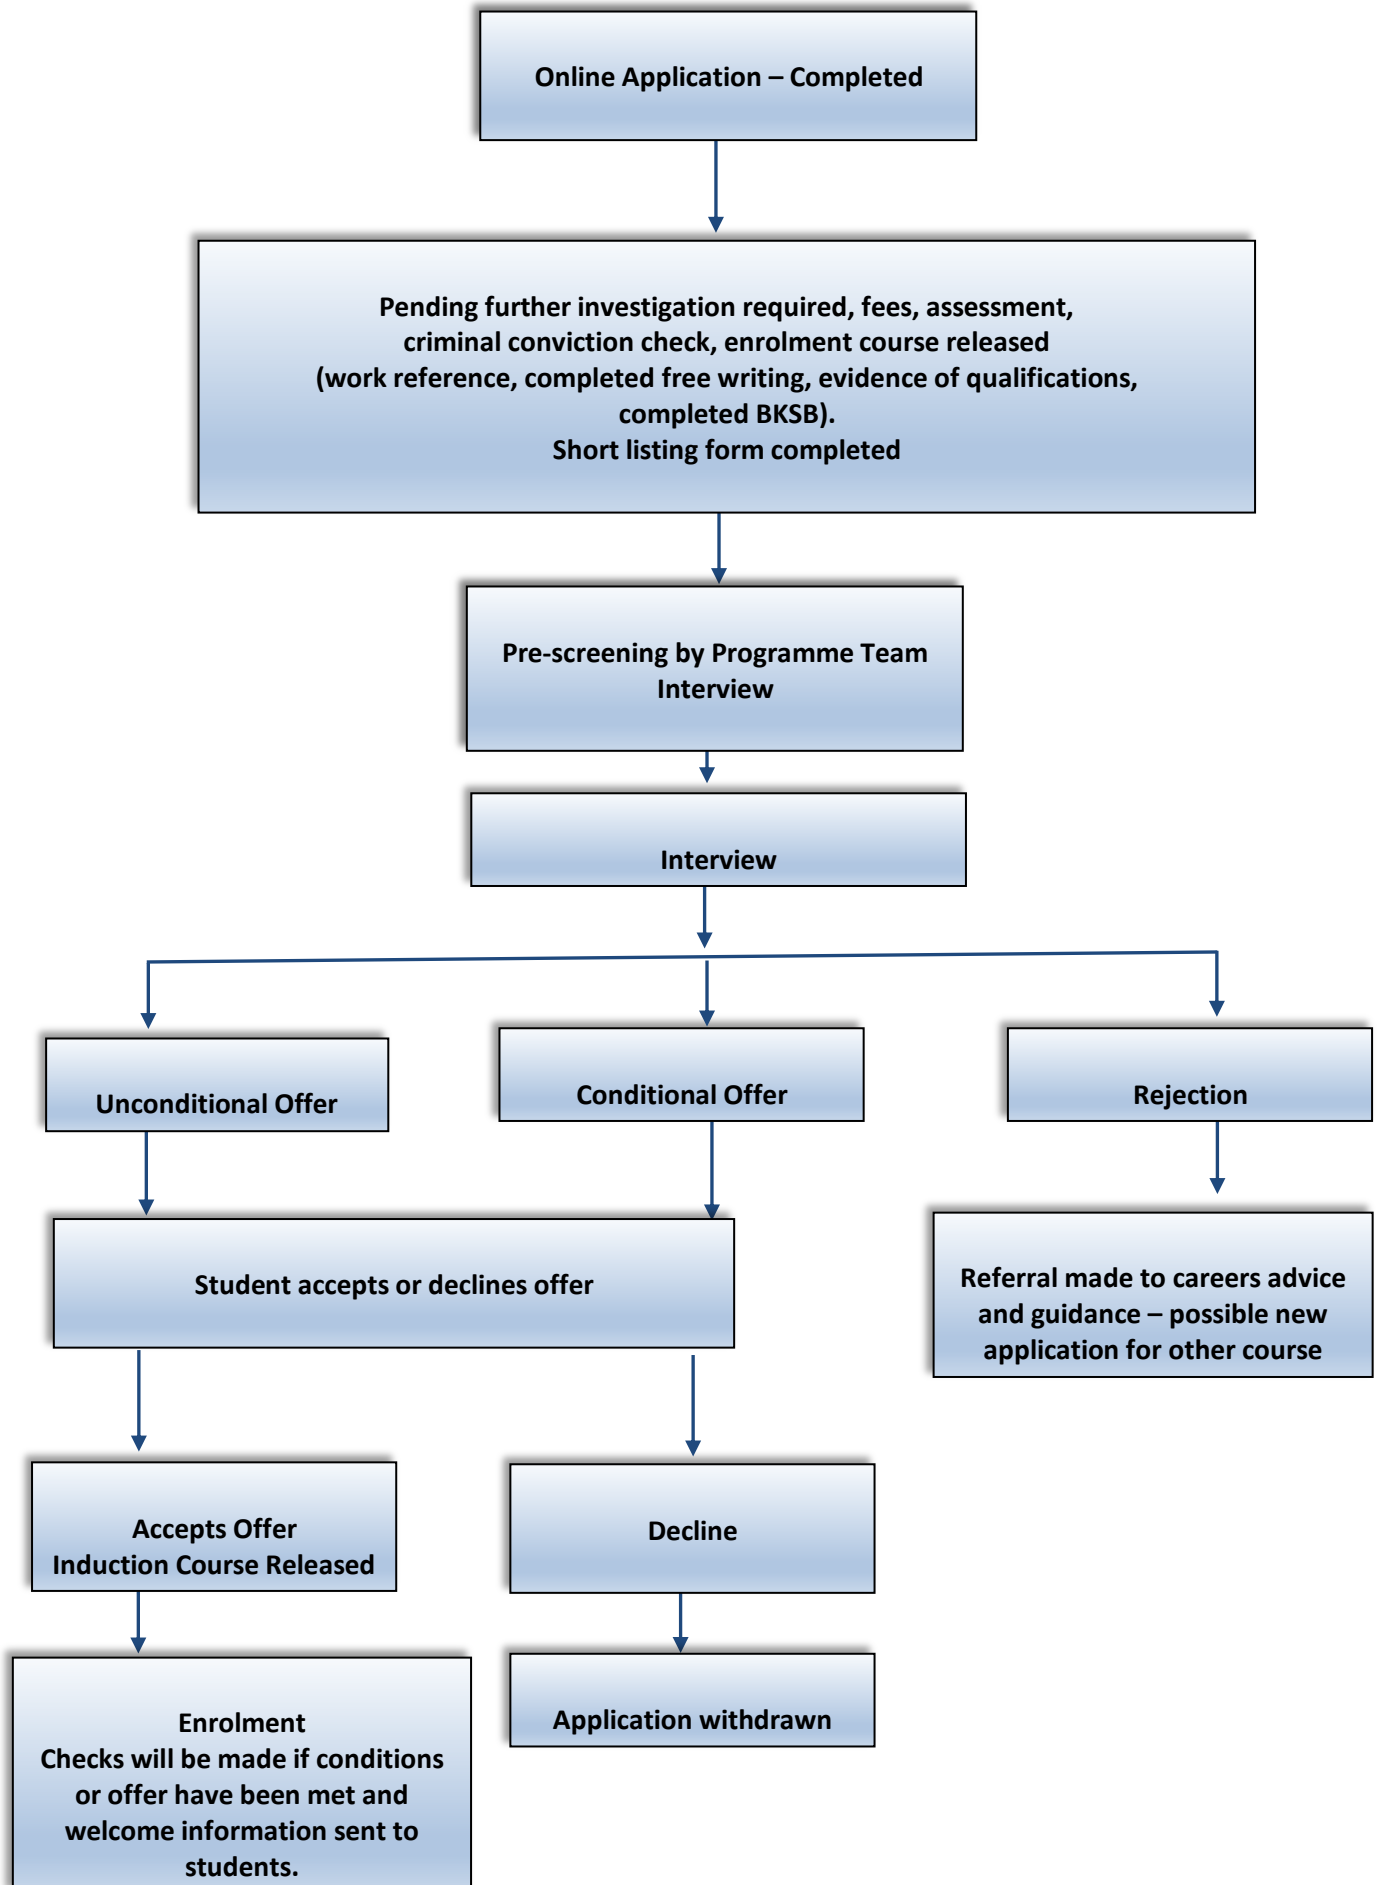 Online Application – Completed
Pending further investigation required, fees, assessment,
criminal conviction check, enrolment course released
(work reference, completed free writing, evidence of qualifications,
completed BKSB).
Short listing form completed
Pre-screening by Programme Team
Interview
Interview
Unconditional Offer
Conditional Offer
Rejection
Student accepts or declines offer
Referral made to careers advice
and guidance – possible new
application for other course
Accepts Offer
Induction Course Released
Decline
Enrolment
Checks will be made if conditions
or offer have been met and
welcome information sent to
students.
Application withdrawn